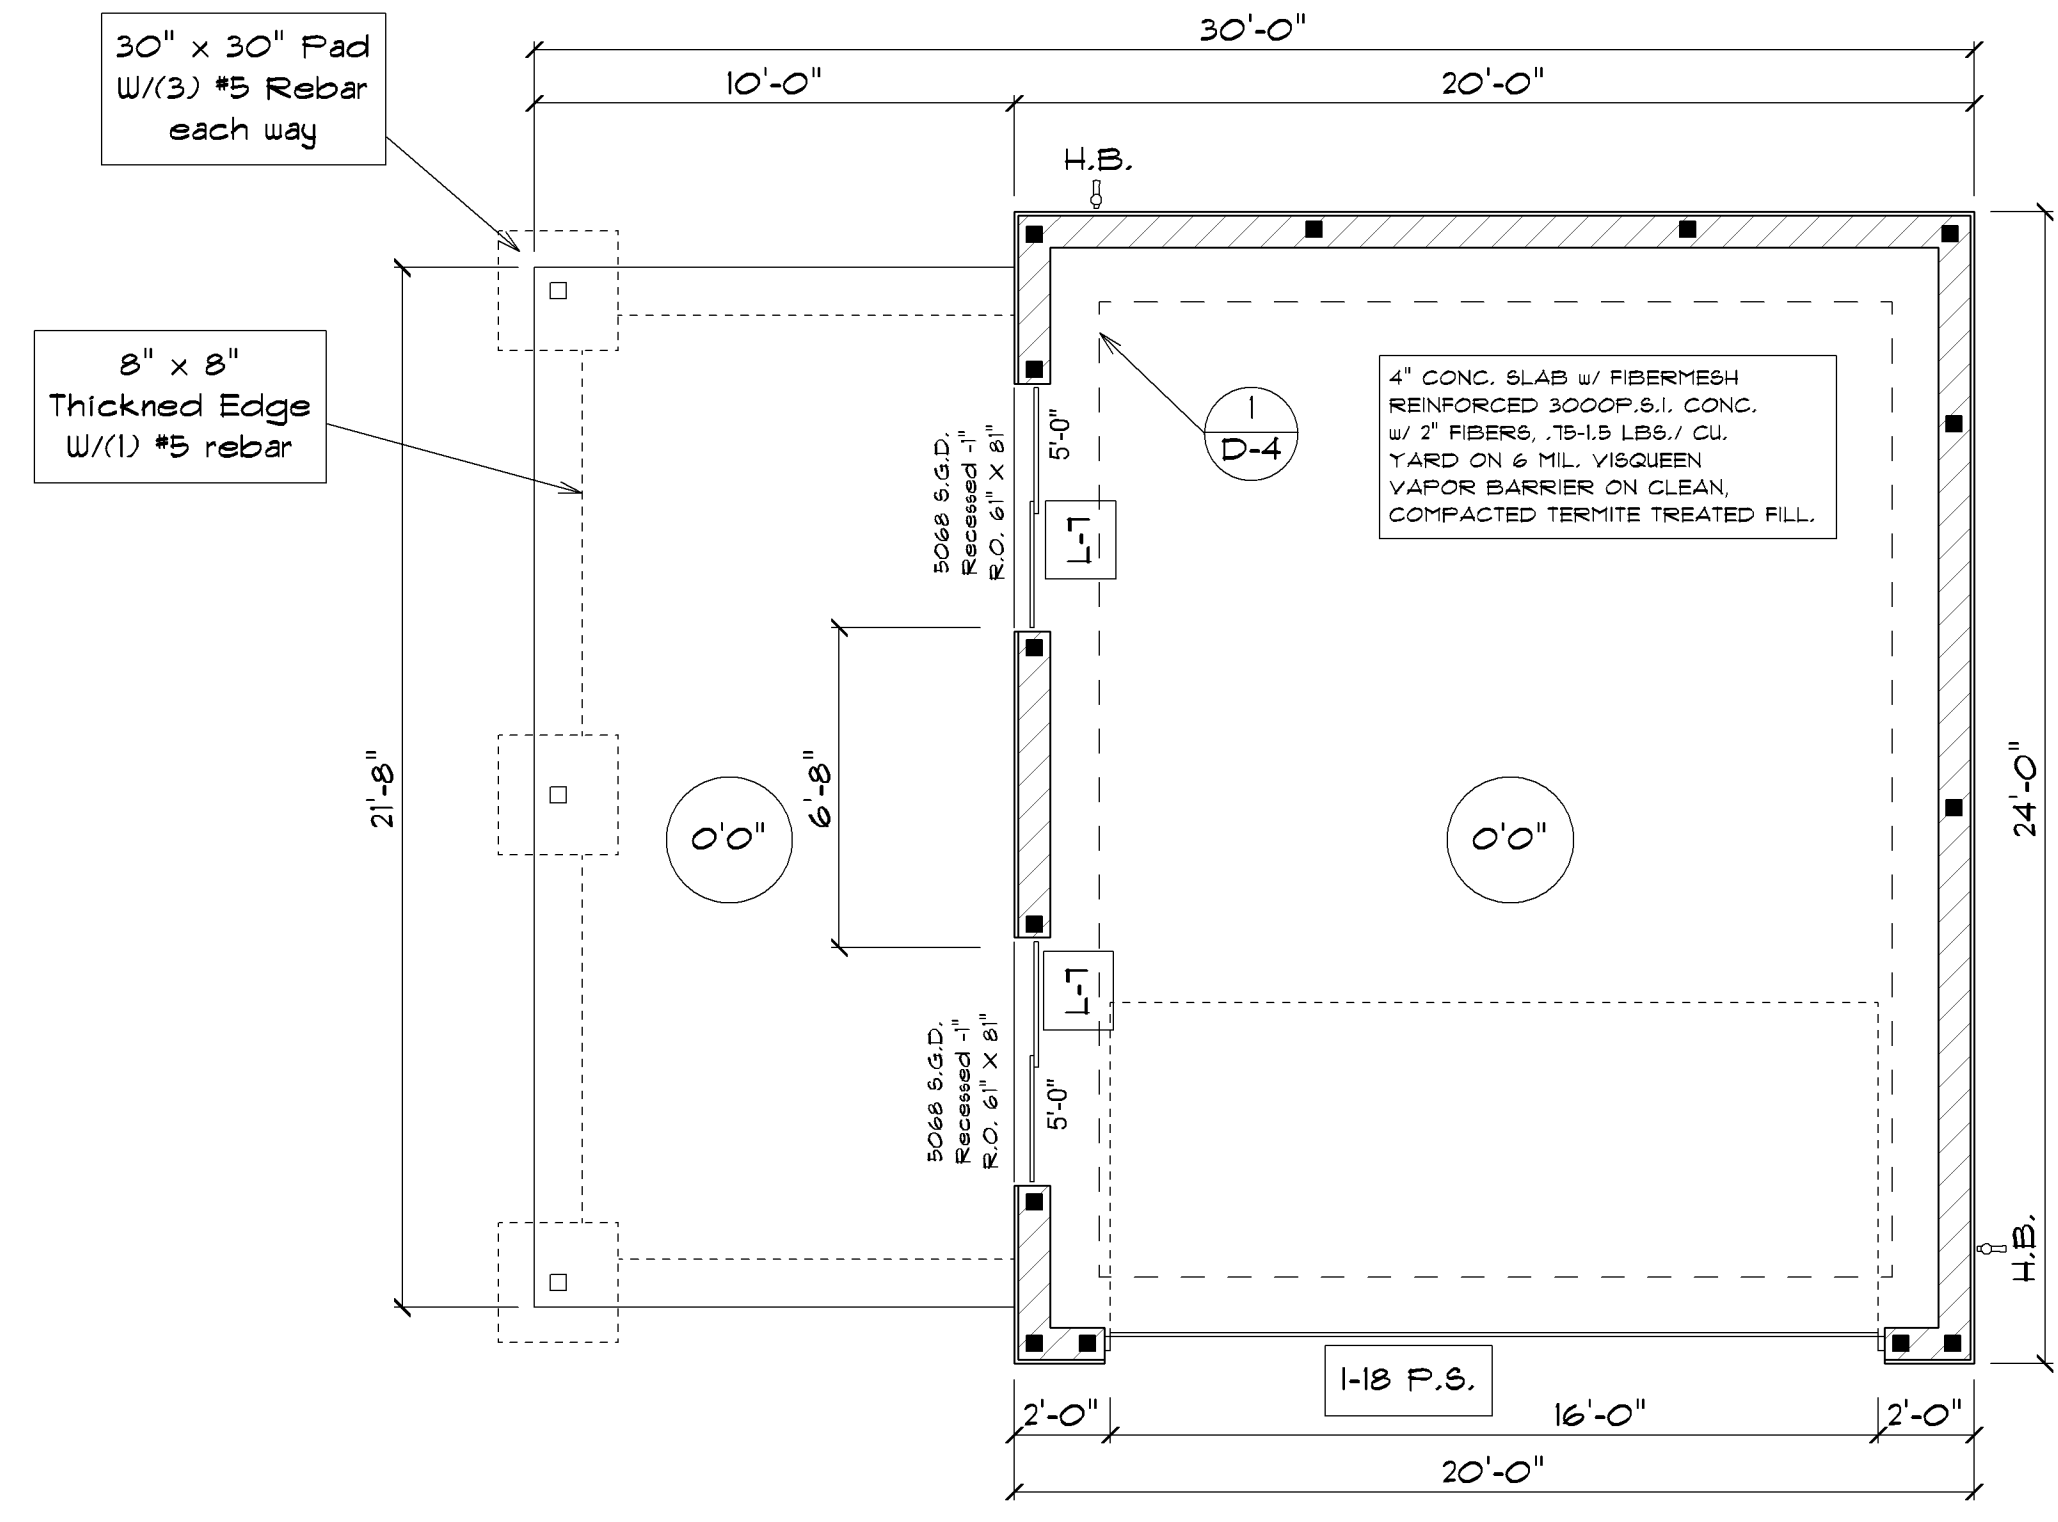 30'-0"
10'-0"
20'-0"
30" x 30" Pad
W/(3) #5 Rebar
each way
H.B.
8" x 8"
Thickned Edge
W/(1) #5 rebar
4" CONC. SLAB w/ FIBERMESH
REINFORCED 3000P.S.I. CONC.
w/ 2" FIBERS, .75-1.5 LBS./ CU.
YARD ON 6 MIL. VISQUEEN
VAPOR BARRIER ON CLEAN,
COMPACTED TERMITE TREATED FILL.
1
D-4
5068 S.G.D.
Recessed -1"
R.O. 61" X 81"
5'-0"
L-7
21'-8"
0'0"
6'-8"
0'0"
24'-0"
L-7
5068 S.G.D.
Recessed -1"
R.O. 61" X 81"
5'-0"
H.B.
1-18 P.S.
2'-0"
16'-0"
2'-0"
20'-0"